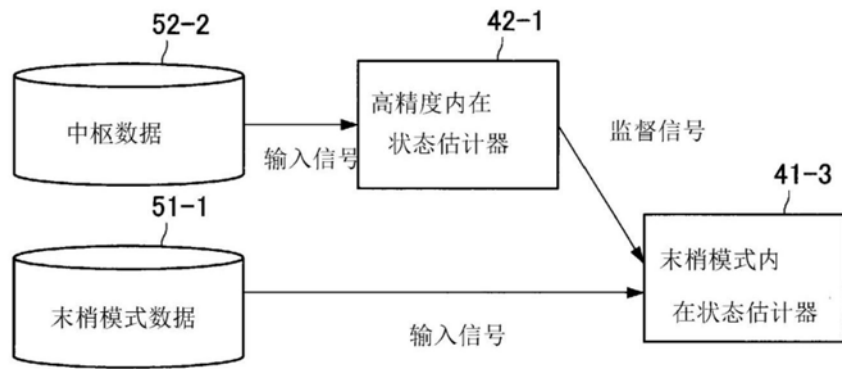 52-2
42-1
中枢数据
输入信号
高精度内在
状态估计器
监督信号
51-1
41-3
末梢模式数据
输入信号
末梢模式内
在状态估计器